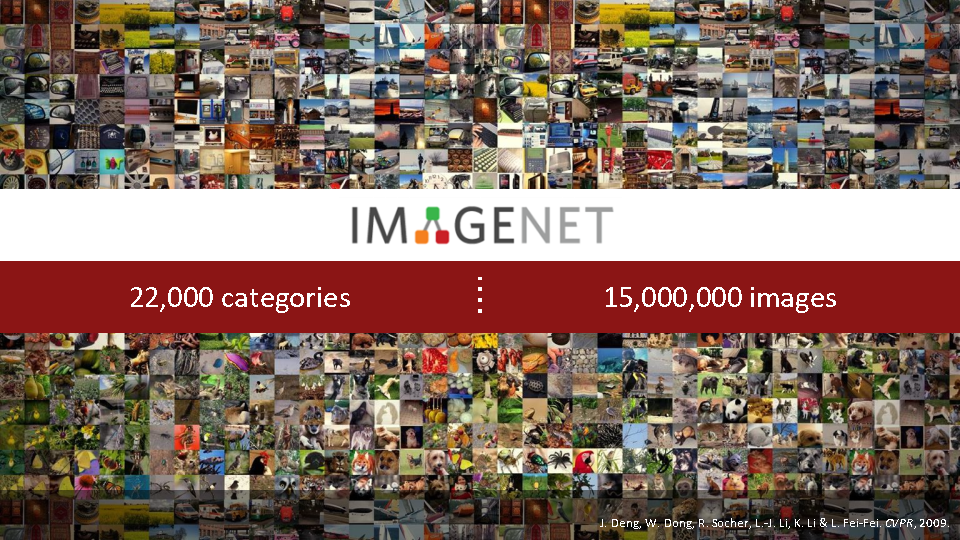 IMAGENET
22,000 categories
15,000,000 images
J. Deng, W. Dong, R. Socher, L.-J. Li, K. Li & L. Fei-Fei. CVPR, 2009.